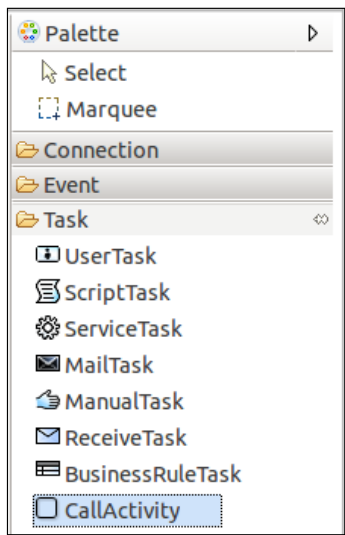 Palette
Select
Marquee
Connection
Event
Task
UserTask
ScriptTask
ServiceTask
MailTask
ManualTask
ReceiveTask
BusinessRuleTask
CallActivity